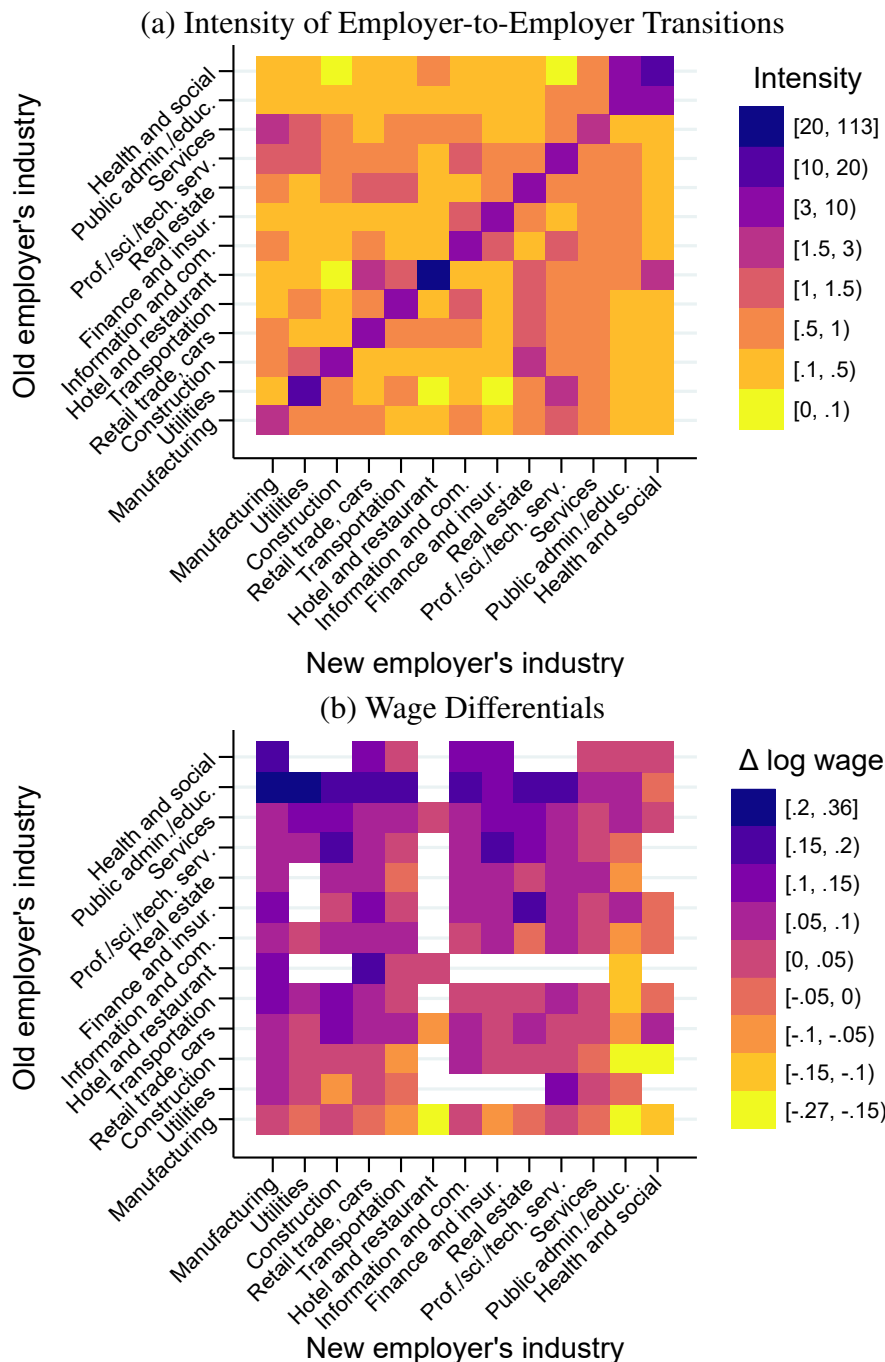 (a) Intensity of Employer-to-Employer Transitions
Old employer's industry
Health and social
Public admin./educ.
Services
Prof./sci./tech. serv.
Real estate
Finance and insur.
Information and com.
Hotel and restaurant
Transportation
Retail trade, cars
Construction
Utilities
Manufacturing
Manufacturing
Utilities
Construction
Retail trade, cars
Transportation
Hotel and restaurant
Information and com.
Finance and insur.
Real estate
Prof./sci./tech. serv.
Services
Public admin./educ.
Health and social
New employer's industry
Intensity
[20, 113]
[10, 20)
[3, 10)
[1.5, 3)
[1, 1.5)
[.5, 1)
[.1, .5)
[0, .1)
(b) Wage Differentials
Old employer's industry
Health and social
Public admin./educ.
Services
Prof./sci./tech. serv.
Real estate
Finance and insur.
Information and com.
Hotel and restaurant
Transportation
Retail trade, cars
Construction
Utilities
Manufacturing
Manufacturing
Utilities
Construction
Retail trade, cars
Transportation
Hotel and restaurant
Information and com.
Finance and insur.
Real estate
Prof./sci./tech. serv.
Services
Public admin./educ.
Health and social
New employer's industry
Δ log wage
[.2, .36]
[.15, .2)
[.1, .15)
[.05, .1)
[0, .05)
[-.05, 0)
[-.1, -.05)
[-.15, -.1)
[-.27, -.15)